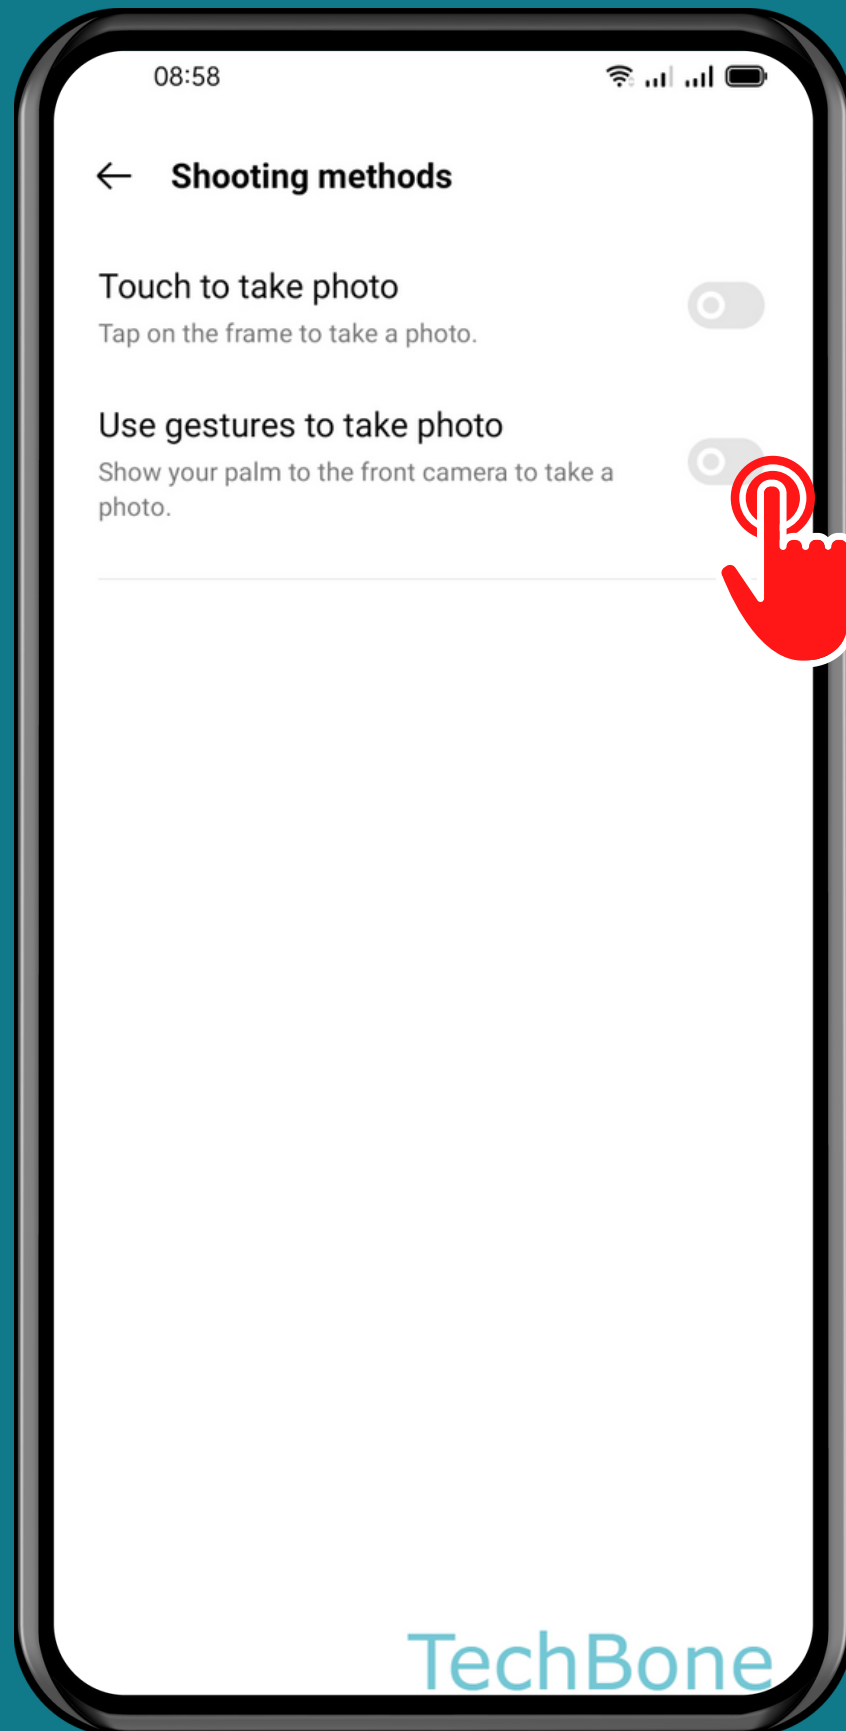 08:58
Shooting methods
Touch to take photo
Tap on the frame to take a photo.
Use gestures to take photo
Show your palm to the front camera to take a
photo.
TechBone